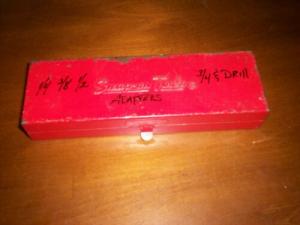 1/4 3/8 1/2
Snap-on Tools
ADAPTERS
3/4 & Drill